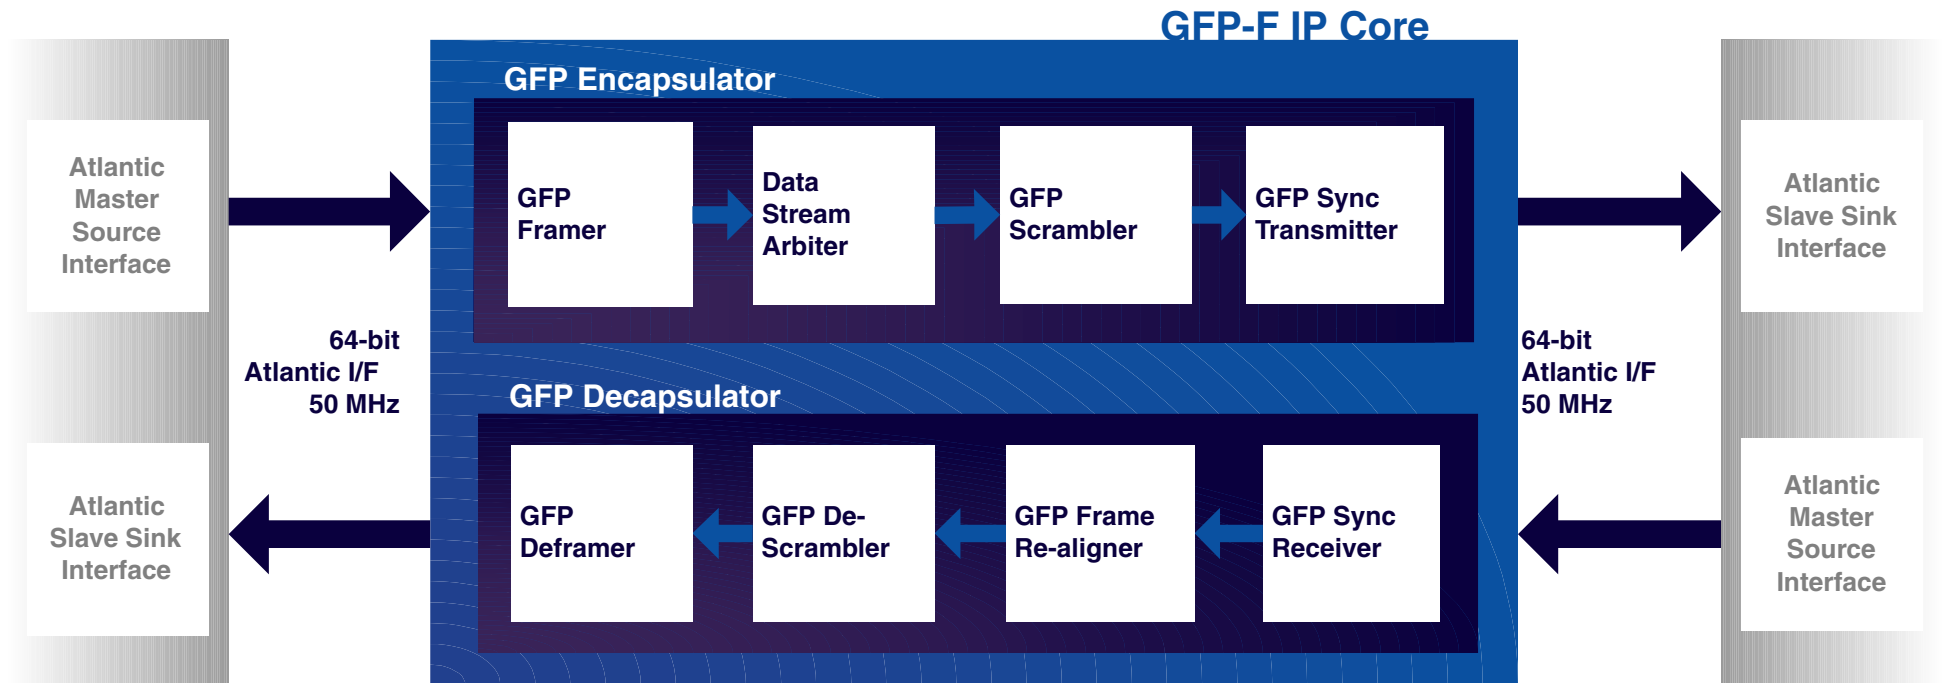 GFP-F IP Core
GFP Encapsulator
Atlantic
Master
Source
Interface
GFP
Framer
Data
Stream
Arbiter
GFP
Scrambler
GFP Sync
Transmitter
Atlantic
Slave Sink
Interface
64-bit
Atlantic I/F
50 MHz
64-bit
Atlantic I/F
50 MHz
GFP Decapsulator
Atlantic
Slave Sink
Interface
GFP
Deframer
GFP De-
Scrambler
GFP Frame
Re-aligner
GFP Sync
Receiver
Atlantic
Master
Source
Interface